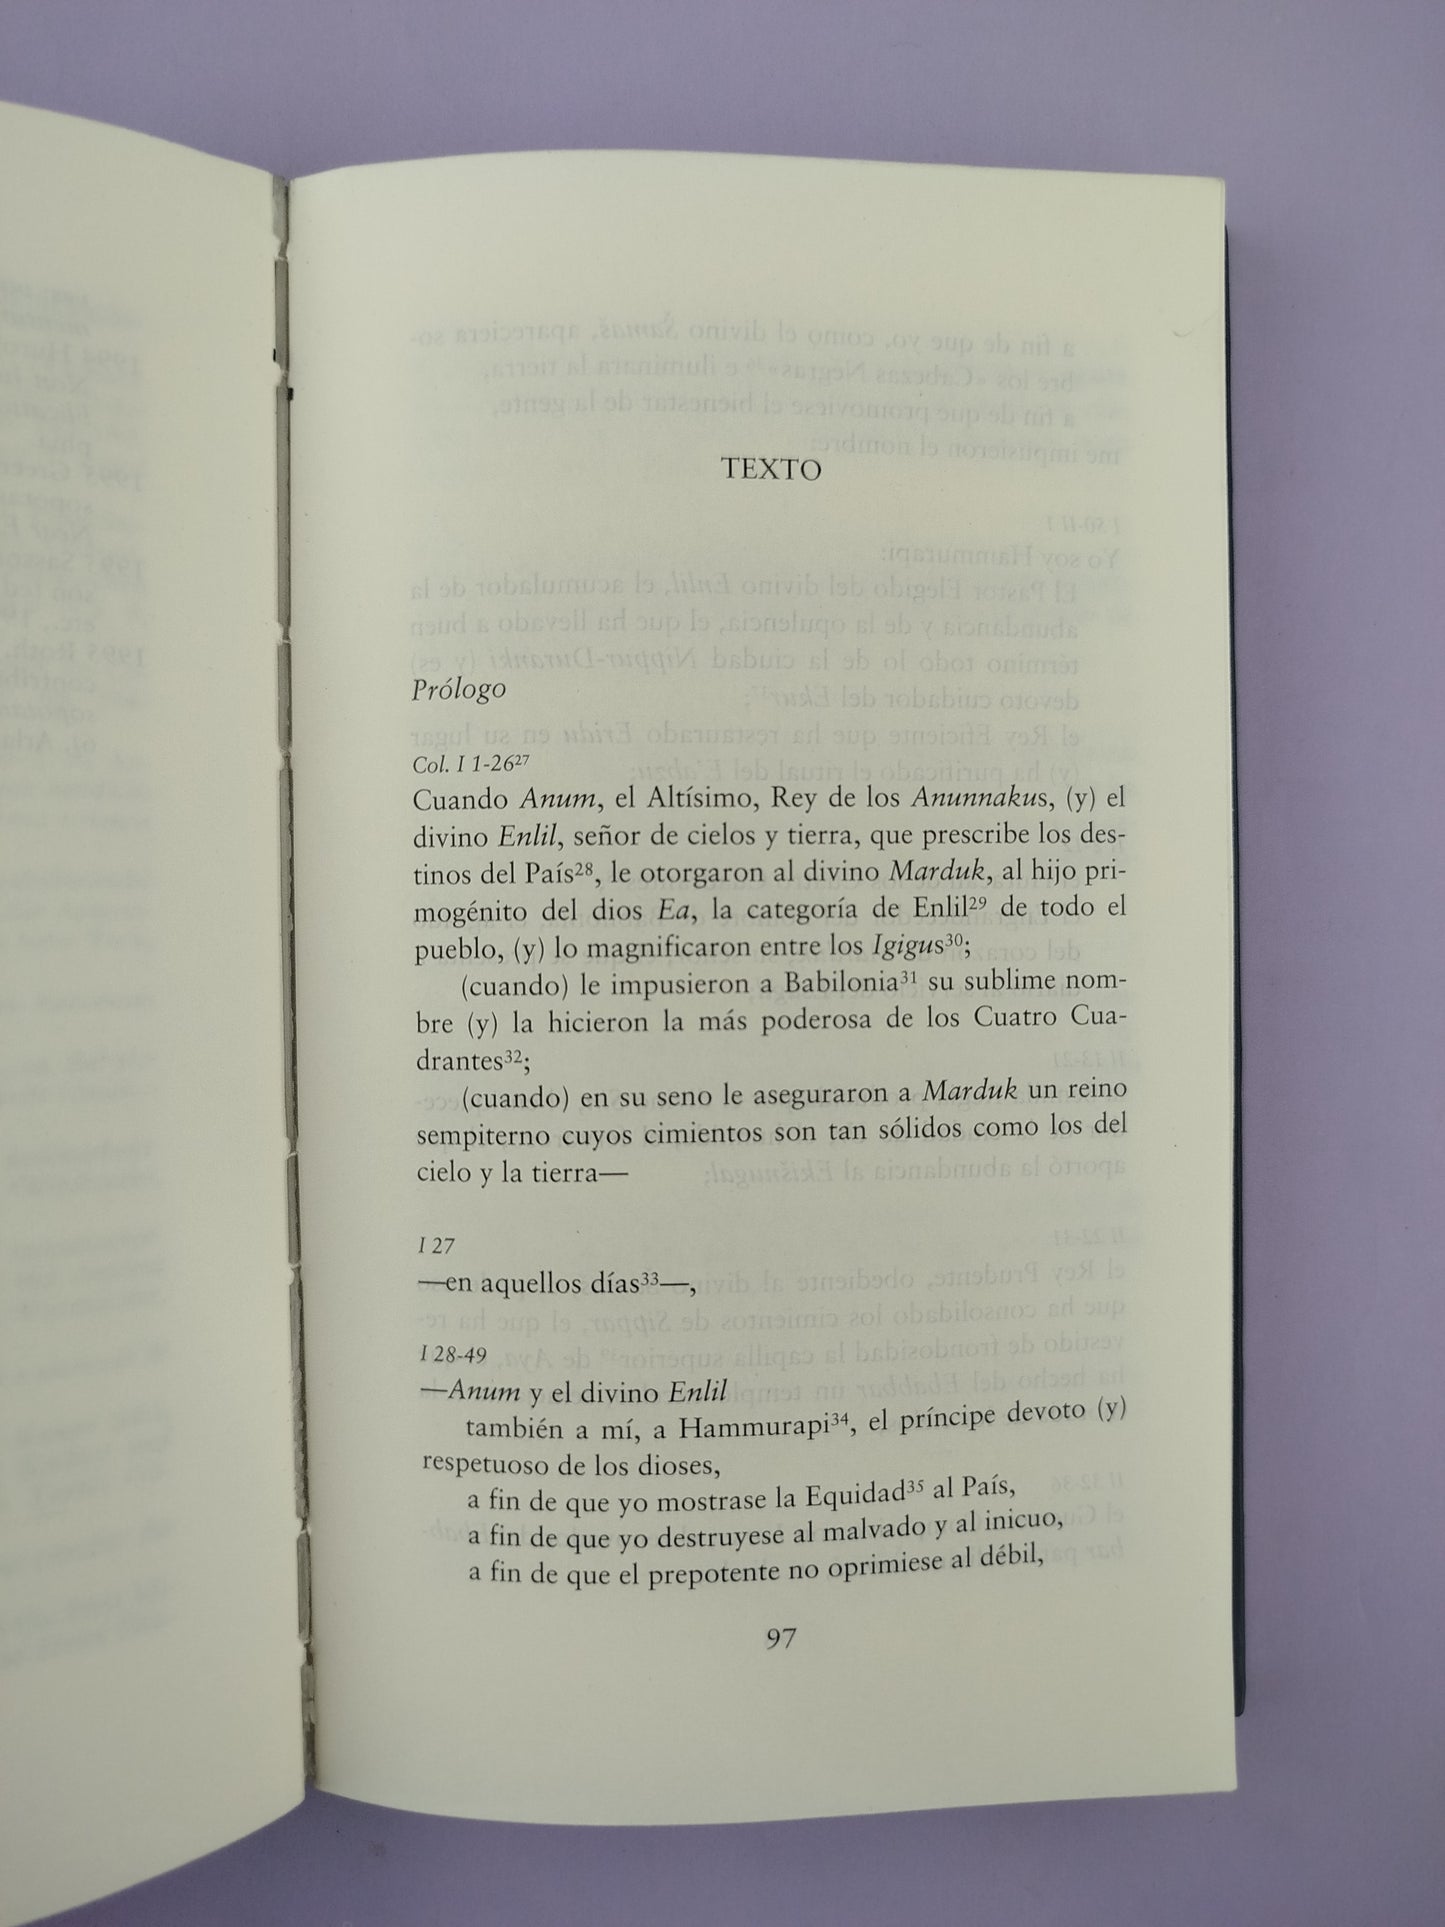 TEXTO
Prólogo
Col. I 1-26²⁷
Cuando Anum, el Altísimo, Rey de los Anunnakus, (y) el
divino Enlil, señor de cielos y tierra, que prescribe los des-
tinos del País²⁸, le otorgaron al divino Marduk, al hijo pri-
mogénito del dios Ea, la categoría de Enlil²⁹ de todo el
pueblo, (y) lo magnificaron entre los Igigus³⁰;
(cuando) le impusieron a Babilonia³¹ su sublime nom-
bre (y) la hicieron la más poderosa de los Cuatro Cua-
drantes³²;
(cuando) en su seno le aseguraron a Marduk un reino
sempiterno cuyos cimientos son tan sólidos como los del
cielo y la tierra—
I 27
—en aquellos días³³—,
I 28-49
—Anum y el divino Enlil
también a mí, a Hammurapi³⁴, el príncipe devoto (y)
respetuoso de los dioses,
a fin de que yo mostrase la Equidad³⁵ al País,
a fin de que yo destruyese al malvado y al inicuo,
a fin de que el prepotente no oprimiese al débil,
97